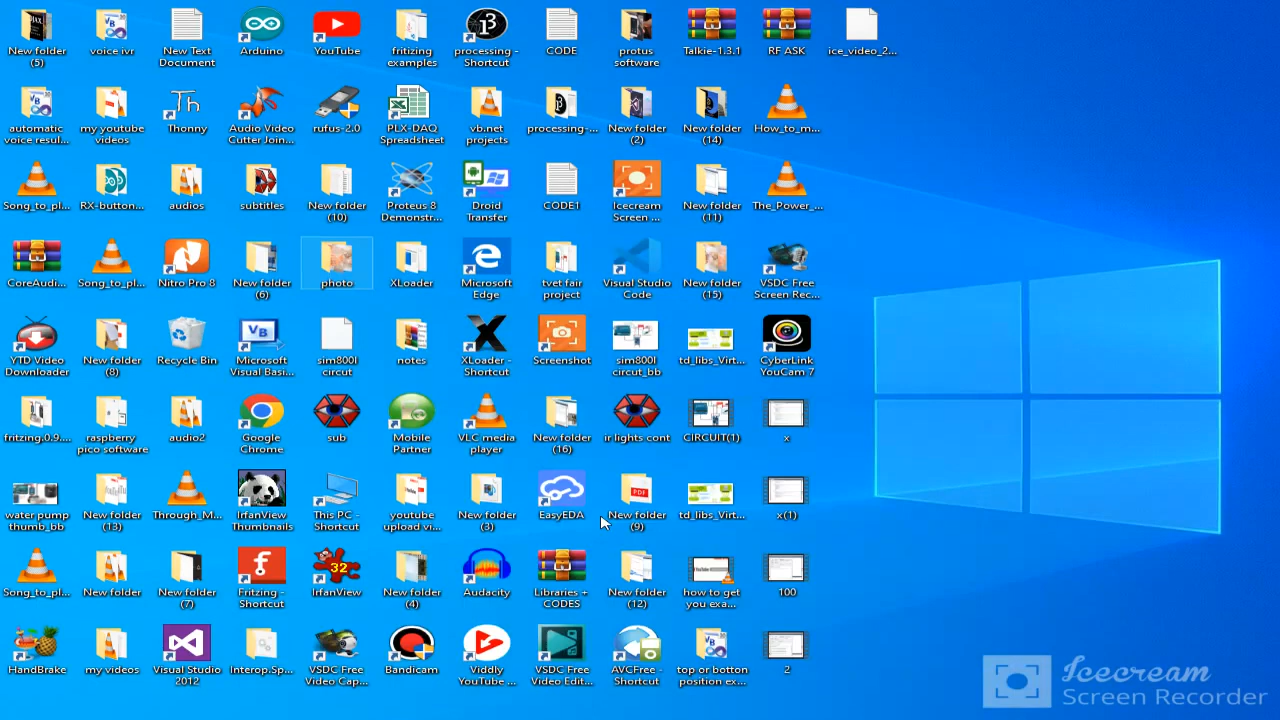 New folder
(5)
voice ivr
New Text
Document
Arduino
YouTube
fritizing
examples
processing -
Shortcut
CODE
protus
software
Talkie-1.3.1
RF ASK
ice_video_2...
automatic
voice resul...
my youtube
videos
Thonny
Audio Video
Cutter Join...
rufus-2.0
PLX-DAQ
Spreadsheet
vb.net
projects
processing-...
New folder
(2)
New folder
(14)
How_to_m...
Song_to_pl...
RX-button...
audios
subtitles
New folder
(10)
Proteus 8
Demonstr...
Droid
Transfer
CODE1
Icecream
Screen ...
New folder
(11)
The_Power_...
CoreAudi...
Song_to_pl...
Nitro Pro 8
New folder
(6)
photo
XLoader
Microsoft
Edge
tvet fair
project
Visual Studio
Code
New folder
(15)
VSDC Free
Screen Rec...
YTD Video
Downloader
New folder
(8)
Recycle Bin
Microsoft
Visual Basi...
sim800l
circut
notes
XLoader -
Shortcut
Screenshot
sim800l
circut_bb
td_libs_Virt...
CyberLink
YouCam 7
fritzing.0.9....
raspberry
pico software
audio2
Google
Chrome
sub
Mobile
Partner
VLC media
player
New folder
(16)
ir lights cont
CIRCUIT(1)
x
water pump
thumb_bb
New folder
(13)
Through_M...
IrfanView
Thumbnails
This PC -
Shortcut
youtube
upload vi...
New folder
(3)
EasyEDA
New folder
(9)
td_libs_Virt...
x(1)
Song_to_pl...
New folder
New folder
(7)
Fritzing -
Shortcut
IrfanView
New folder
(4)
Audacity
Libraries +
CODES
New folder
(12)
how to get
you exa...
100
HandBrake
my videos
Visual Studio
2012
Interop.Sp...
VSDC Free
Video Cap...
Bandicam
Viddly
YouTube ...
VSDC Free
Video Edit...
AVCFree -
Shortcut
top or botton
position ex...
2
Icecream
Screen Recorder